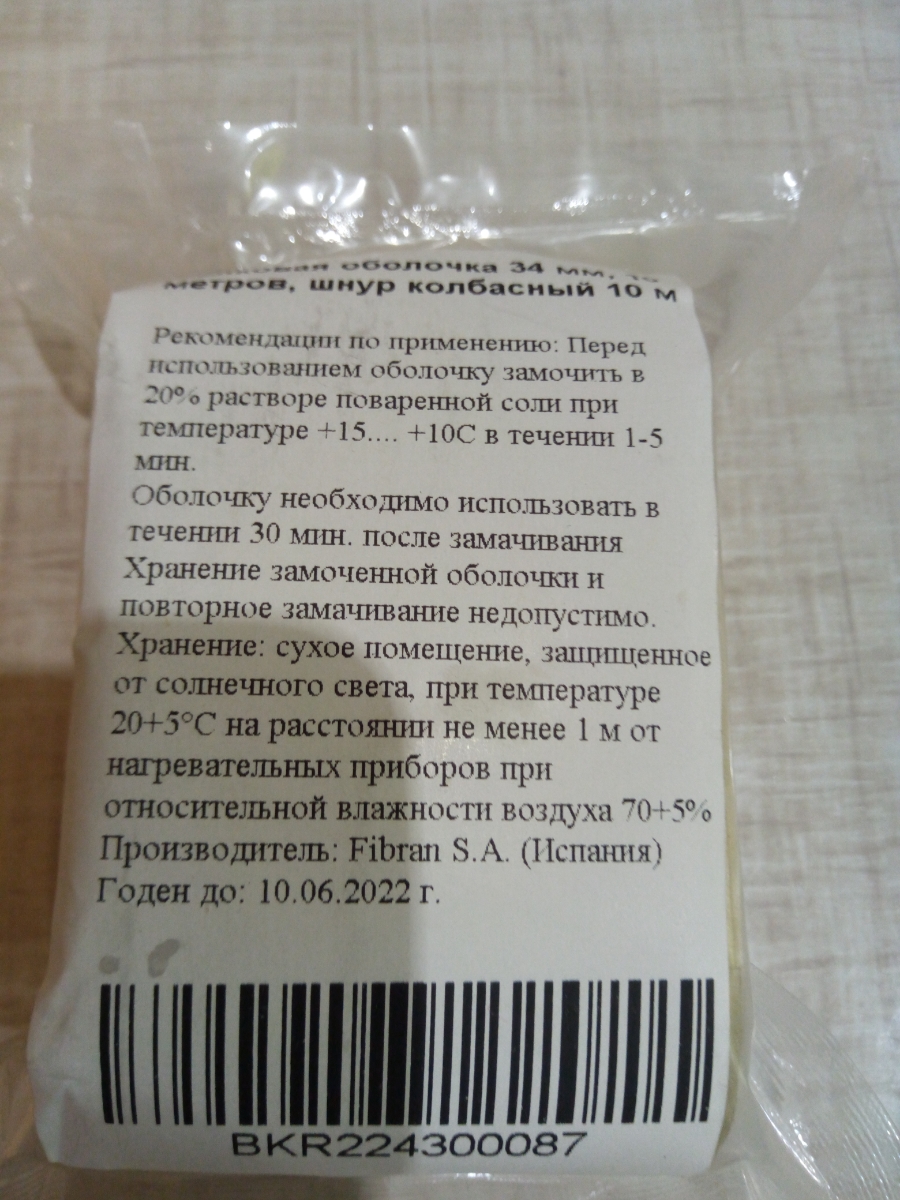 оболочка 34 мм,
метров, шнур колбасный 10 м
Рекомендации по применению: Перед
использованием оболочку замочить в
20% растворе поваренной соли при
температуре +15.... +10С в течении 1-5
мин.
Оболочку необходимо использовать в
течении 30 мин. после замачивания
Хранение замоченной оболочки и
повторное замачивание недопустимо.
Хранение: сухое помещение, защищенное
от солнечного света, при температуре
20+5°С на расстоянии не менее 1 м от
нагревательных приборов при
относительной влажности воздуха 70+5%
Производитель: Fibran S.A. (Испания)
Годен до: 10.06.2022 г.
BKR224300087